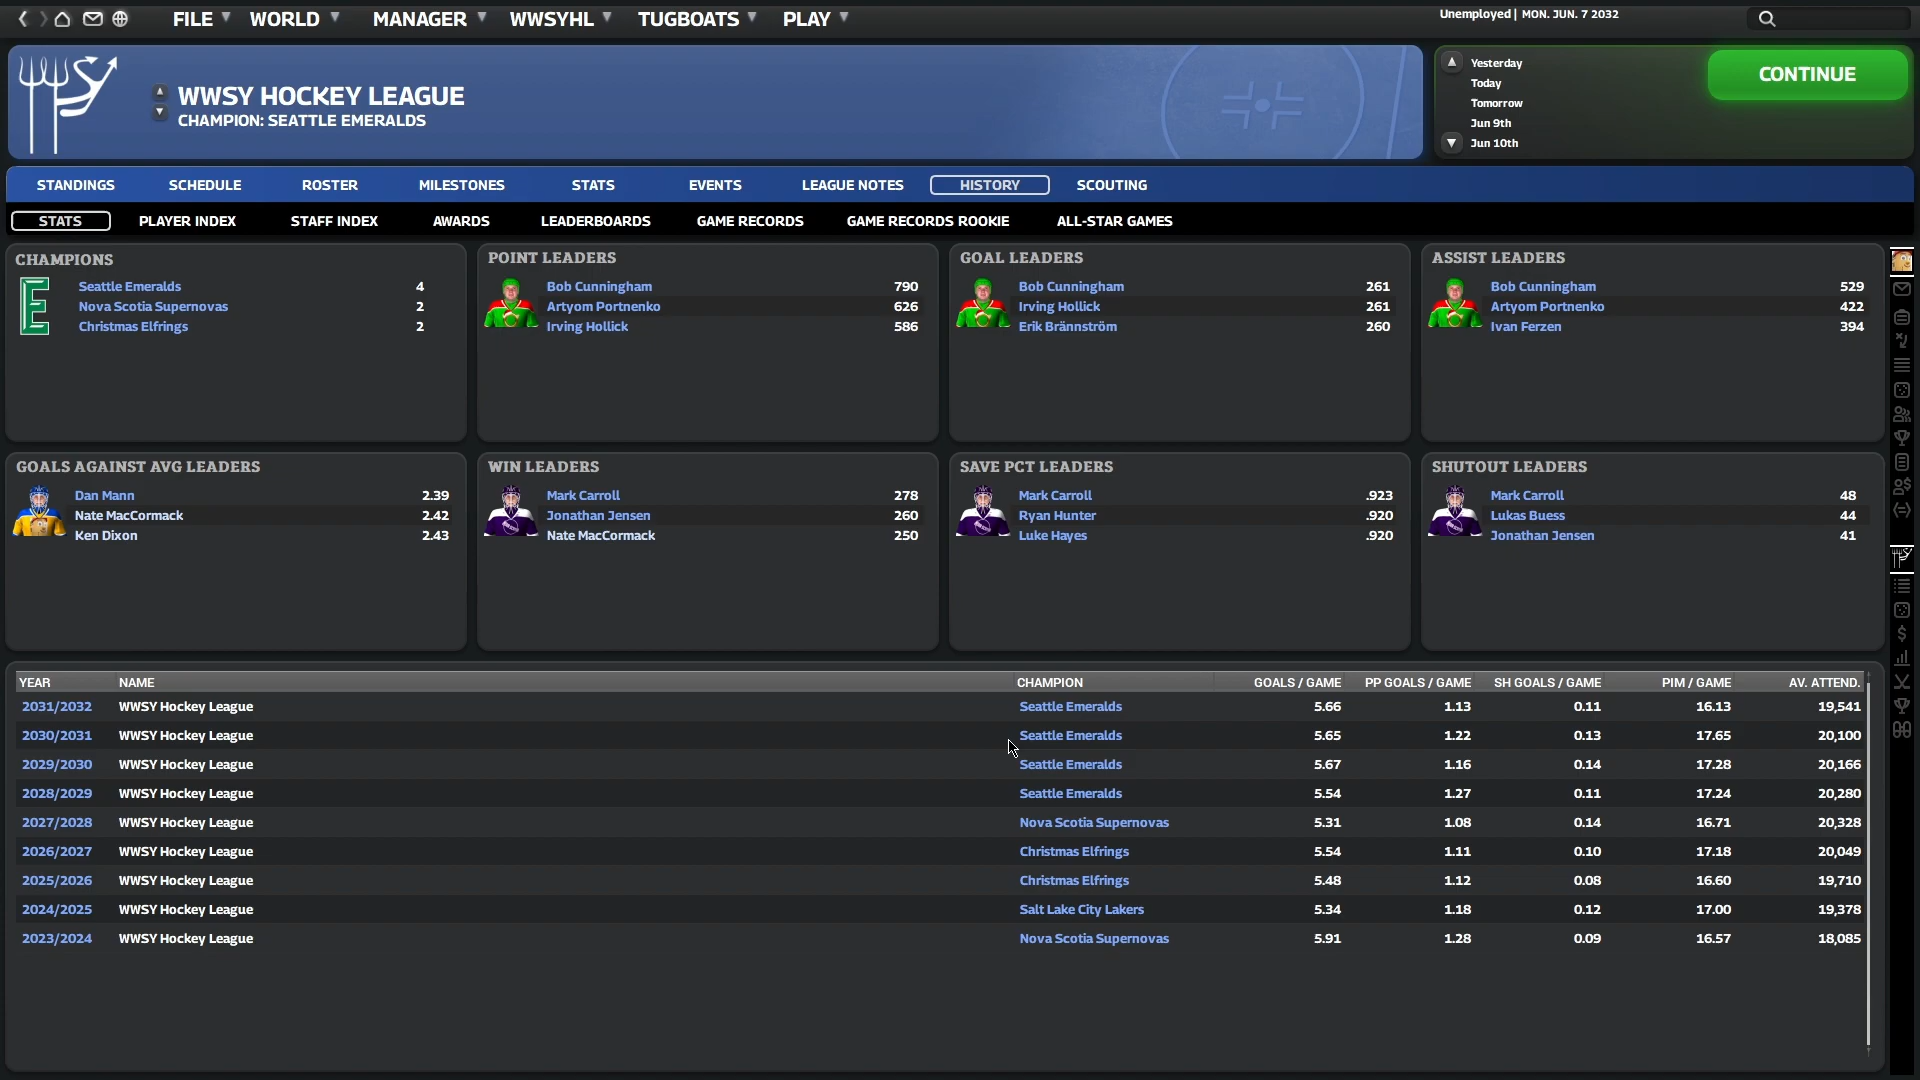 FILE WORLD MANAGER WWSYHL TUGBOATS PLAY
Unemployed | MON. JUN. 7 2032
WWSY HOCKEY LEAGUE
CHAMPION: SEATTLE EMERALDS
Yesterday
Today
Tomorrow
Jun 9th
Jun 10th
CONTINUE
STANDINGS SCHEDULE ROSTER MILESTONES STATS EVENTS LEAGUE NOTES HISTORY SCOUTING
STATS PLAYER INDEX STAFF INDEX AWARDS LEADERBOARDS GAME RECORDS GAME RECORDS ROOKIE ALL-STAR GAMES
CHAMPIONS
E
Seattle Emeralds 4
Nova Scotia Supernovas 2
Christmas Elfrings 2
POINT LEADERS
Bob Cunningham 790
Artyom Portnenko 626
Irving Hollick 586
GOAL LEADERS
Bob Cunningham 261
Irving Hollick 261
Erik Brännström 260
ASSIST LEADERS
Bob Cunningham 529
Artyom Portnenko 422
Ivan Ferzen 394
GOALS AGAINST AVG LEADERS
Dan Mann 2.39
Nate MacCormack 2.42
Ken Dixon 2.43
WIN LEADERS
Mark Carroll 278
Jonathan Jensen 260
Nate MacCormack 250
SAVE PCT LEADERS
Mark Carroll .923
Ryan Hunter .920
Luke Hayes .920
SHUTOUT LEADERS
Mark Carroll 48
Lukas Buess 44
Jonathan Jensen 41
YEAR NAME CHAMPION GOALS / GAME PP GOALS / GAME SH GOALS / GAME PIM / GAME AV. ATTEND.
2031/2032 WWSY Hockey League Seattle Emeralds 5.66 1.13 0.11 16.13 19,541
2030/2031 WWSY Hockey League Seattle Emeralds 5.65 1.22 0.13 17.65 20,100
2029/2030 WWSY Hockey League Seattle Emeralds 5.67 1.16 0.14 17.28 20,166
2028/2029 WWSY Hockey League Seattle Emeralds 5.54 1.27 0.11 17.24 20,280
2027/2028 WWSY Hockey League Nova Scotia Supernovas 5.31 1.08 0.14 16.71 20,328
2026/2027 WWSY Hockey League Christmas Elfrings 5.54 1.11 0.10 17.18 20,049
2025/2026 WWSY Hockey League Christmas Elfrings 5.48 1.12 0.08 16.60 19,710
2024/2025 WWSY Hockey League Salt Lake City Lakers 5.34 1.18 0.12 17.00 19,378
2023/2024 WWSY Hockey League Nova Scotia Supernovas 5.91 1.28 0.09 16.57 18,085